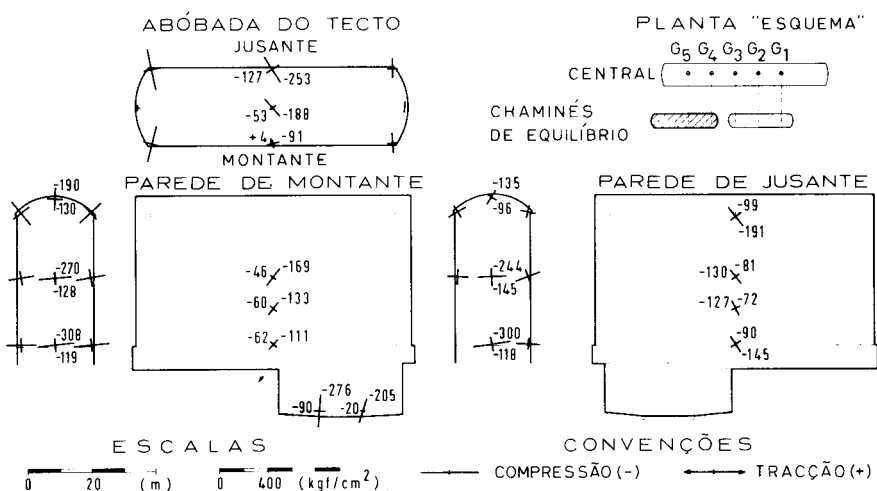 ABÓBADA DO TECTO
JUSANTE
-127 -253
-53 -188
+4 -91
MONTANTE
PLANTA "ESQUEMA"
G5 G4 G3 G2 G1
CENTRAL
CHAMINÉS
DE EQUILÍBRIO
-190
-130
-270
-128
-308
-119
PAREDE DE MONTANTE
-46 -169
-60 -133
-62 -111
-276
-90
-205
-20
-135
-96
-244
-145
-300
-118
PAREDE DE JUSANTE
-99
-191
-130 -81
-127 -72
-90
-145
ESCALAS
0 20 (m)
0 400 (kgf/cm²)
CONVENÇÕES
COMPRESSÃO (-)
TRACÇÃO (+)